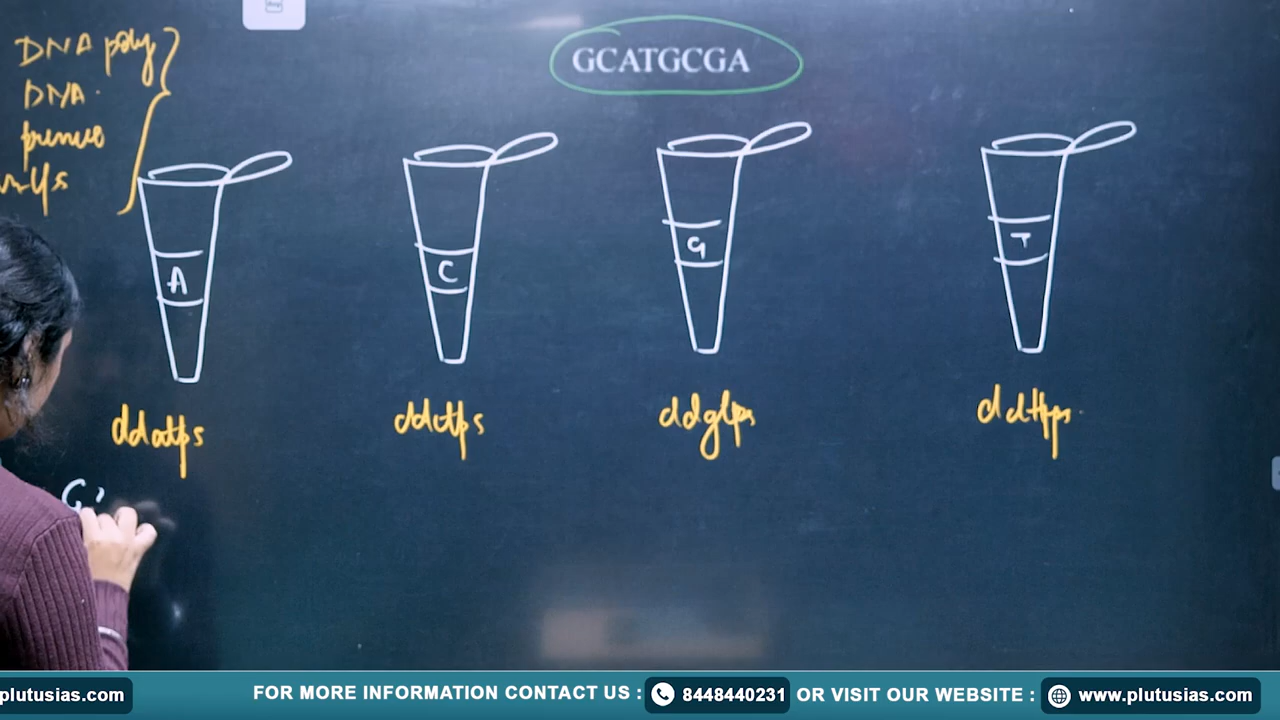 DNA poly
DNA
GCATGCGA
A
C
G
T
ddatps
ddctps
ddgtps
ddttps
G
plutusias.com
FOR MORE INFORMATION CONTACT US :
8448440231
OR VISIT OUR WEBSITE :
www.plutusias.com